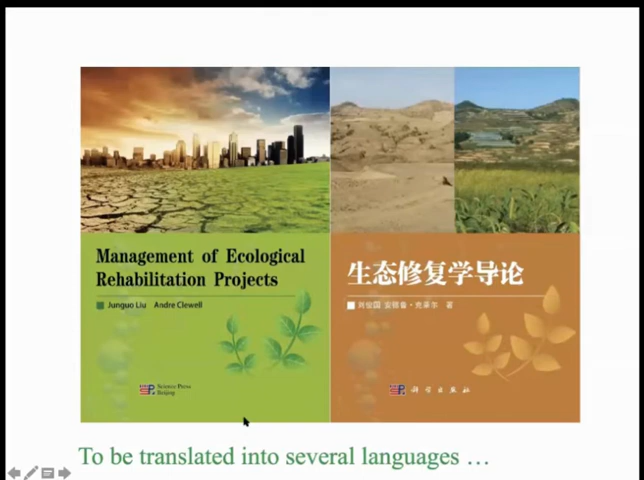 Management of Ecological
Rehabilitation Projects
Junguo Liu Andre Clewell
Science Press
Beijing
生态修复学导论
刘俊国 安德鲁·克莱尔 著
科学出版社
To be translated into several languages ...